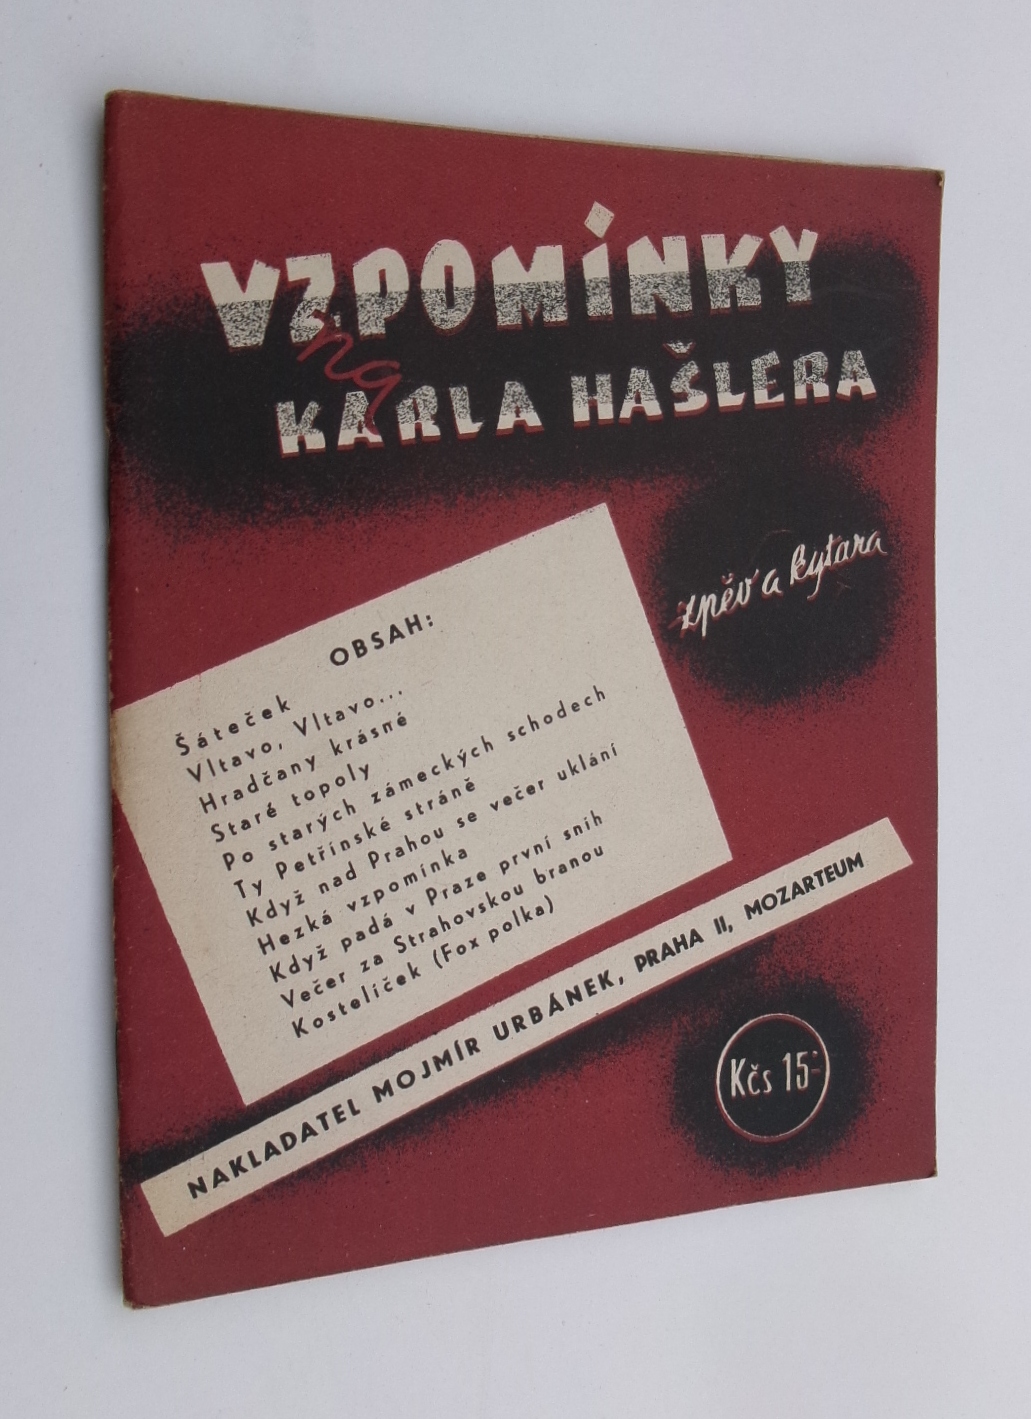 VZPOMÍNKY
na
KARLA HAŠLERA
zpěv a kytara
OBSAH:
Šáteček
Vltavo, Vltavo...
Hradčany krásné
Staré topoly
Po starých zámeckých schodech
Ty Petřínské stráně
Když nad Prahou se večer uklání
Hezká vzpomínka
Když padá v Praze první sníh
Večer za Strahovskou branou
Kostelíček (Fox polka)
NAKLADATEL MOJMÍR URBÁNEK, PRAHA II, MOZARTEUM
Kčs 15·-